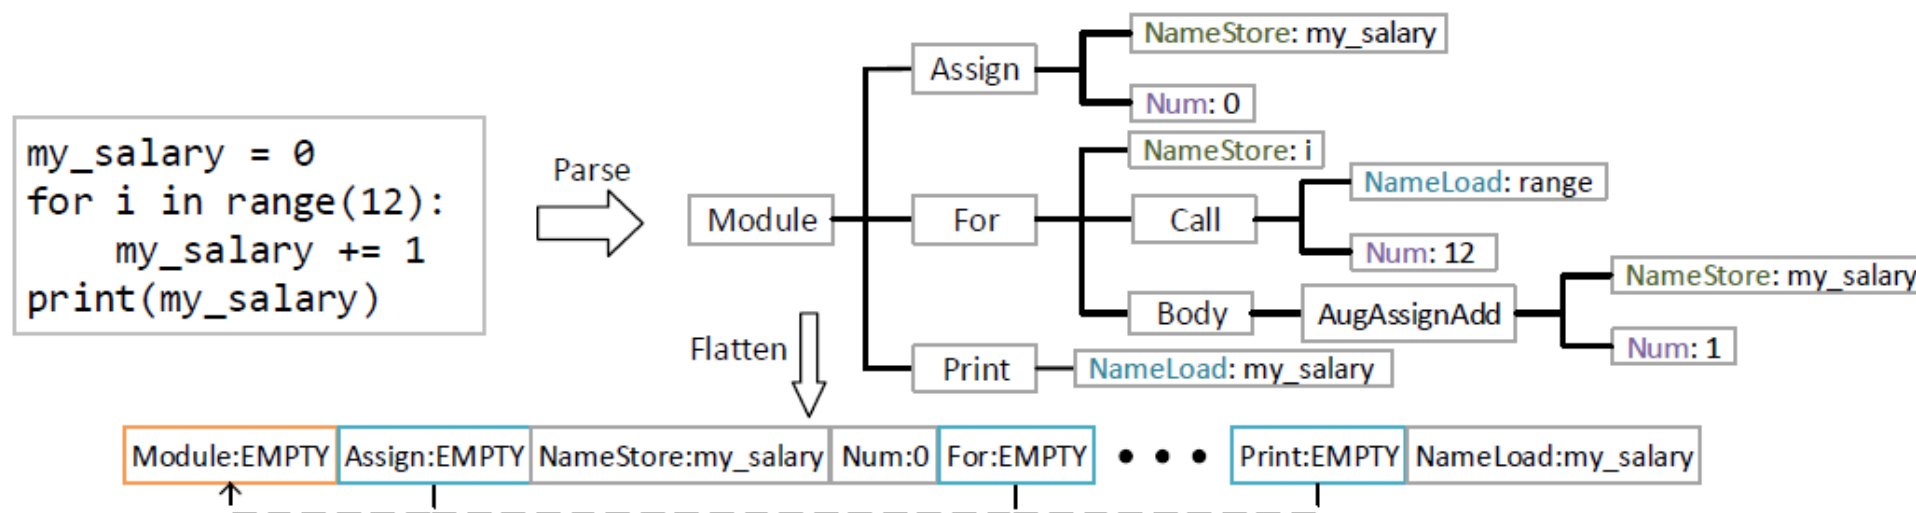 my_salary = 0
for i in range(12):
    my_salary += 1
print(my_salary)
Parse
Module
Assign
NameStore: my_salary
Num: 0
For
NameStore: i
Call
NameLoad: range
Num: 12
Body
AugAssignAdd
NameStore: my_salary
Num: 1
Print
NameLoad: my_salary
Flatten
Module:EMPTY Assign:EMPTY NameStore:my_salary Num:0 For:EMPTY • • • Print:EMPTY NameLoad:my_salary